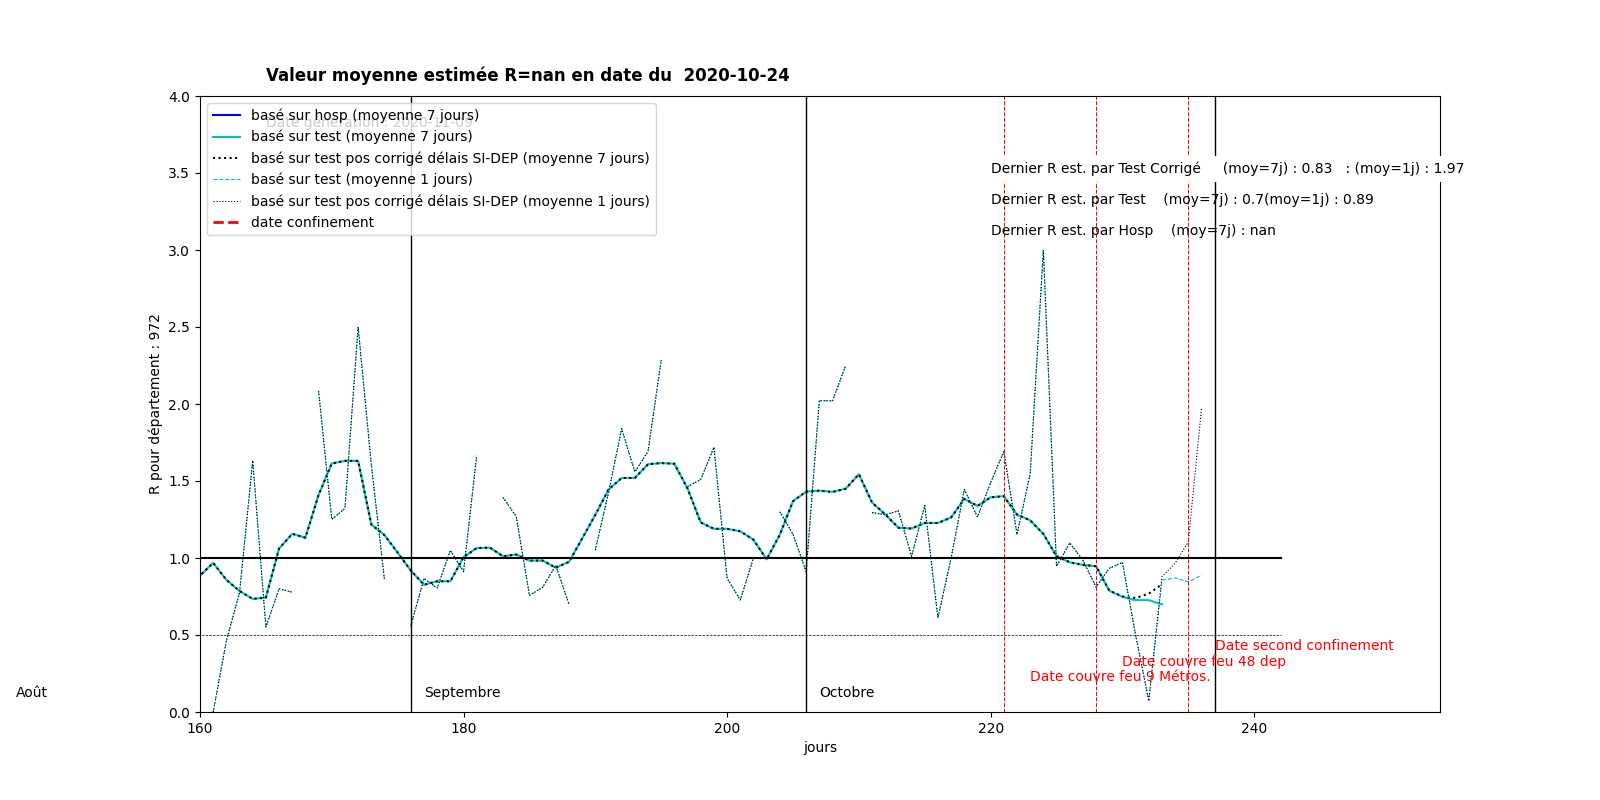 Valeur moyenne estimée R=nan en date du  2020-10-24
4.0
basé sur hosp (moyenne 7 jours)
Date génération : 2020-11-09
basé sur test (moyenne 7 jours)
basé sur test pos corrigé délais SI-DEP (moyenne 7 jours)
basé sur test (moyenne 1 jours)
basé sur test pos corrigé délais SI-DEP (moyenne 1 jours)
date confinement
Dernier R est. par Test Corrigé     (moy=7j) : 0.83   : (moy=1j) : 1.97
Dernier R est. par Test    (moy=7j) : 0.7(moy=1j) : 0.89
Dernier R est. par Hosp    (moy=7j) : nan
3.5
3.0
2.5
2.0
1.5
1.0
0.5
0.0
R pour département : 972
Date second confinement
Date couvre feu 48 dep
Date couvre feu 9 Métros.
Août
Septembre
Octobre
160
180
200
220
240
jours